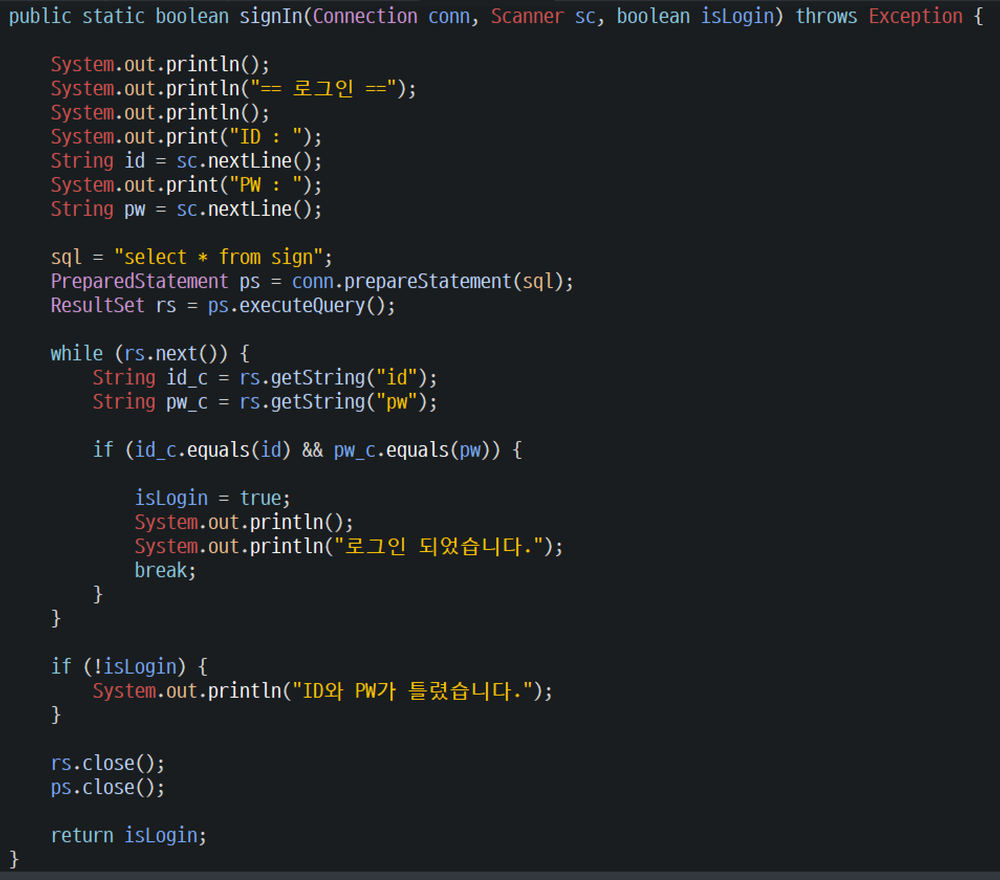 public static boolean signIn(Connection conn, Scanner sc, boolean isLogin) throws Exception {
System.out.println();
System.out.println("== 로그인 ==");
System.out.println();
System.out.print("ID : ");
String id = sc.nextLine();
System.out.print("PW : ");
String pw = sc.nextLine();
sql = "select * from sign";
PreparedStatement ps = conn.prepareStatement(sql);
ResultSet rs = ps.executeQuery();
while (rs.next()) {
String id_c = rs.getString("id");
String pw_c = rs.getString("pw");
if (id_c.equals(id) && pw_c.equals(pw)) {
isLogin = true;
System.out.println();
System.out.println("로그인 되었습니다.");
break;
}
}
if (!isLogin) {
System.out.println("ID와 PW가 틀렸습니다.");
}
rs.close();
ps.close();
return isLogin;
}